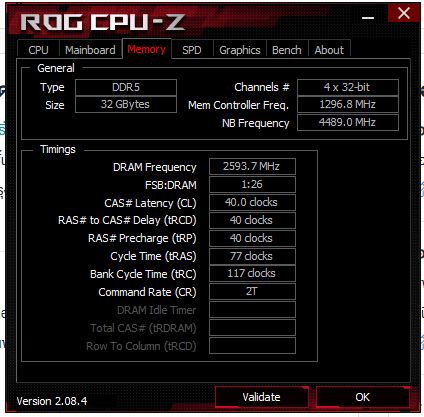 ROG CPU-Z
CPU Mainboard Memory SPD Graphics Bench About
General
Type DDR5 Channels # 4 x 32-bit
Size 32 GBytes Mem Controller Freq. 1296.8 MHz
NB Frequency 4489.0 MHz
Timings
DRAM Frequency 2593.7 MHz
FSB:DRAM 1:26
CAS# Latency (CL) 40.0 clocks
RAS# to CAS# Delay (tRCD) 40 clocks
RAS# Precharge (tRP) 40 clocks
Cycle Time (tRAS) 77 clocks
Bank Cycle Time (tRC) 117 clocks
Command Rate (CR) 2T
DRAM Idle Timer
Total CAS# (tRDRAM)
Row To Column (tRCD)
Version 2.08.4 Validate OK